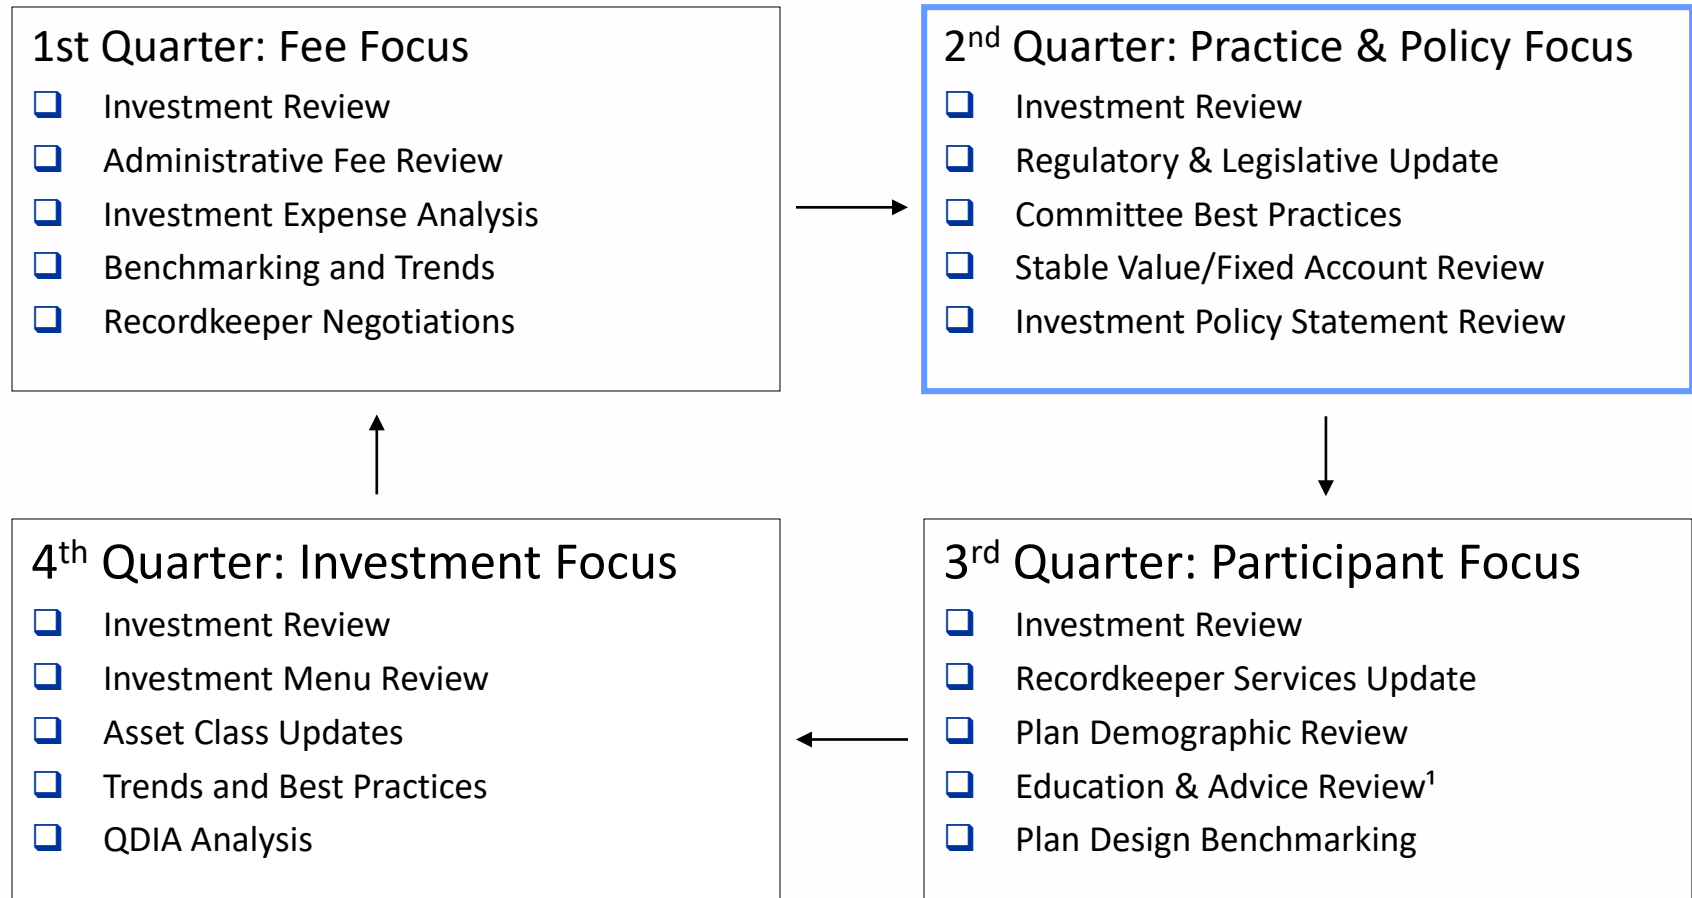 1st Quarter: Fee Focus
Investment Review
Administrative Fee Review
Investment Expense Analysis
Benchmarking and Trends
Recordkeeper Negotiations
2nd Quarter: Practice & Policy Focus
Investment Review
Regulatory & Legislative Update
Committee Best Practices
Stable Value/Fixed Account Review
Investment Policy Statement Review
3rd Quarter: Participant Focus
Investment Review
Recordkeeper Services Update
Plan Demographic Review
Education & Advice Review¹
Plan Design Benchmarking
4th Quarter: Investment Focus
Investment Review
Investment Menu Review
Asset Class Updates
Trends and Best Practices
QDIA Analysis